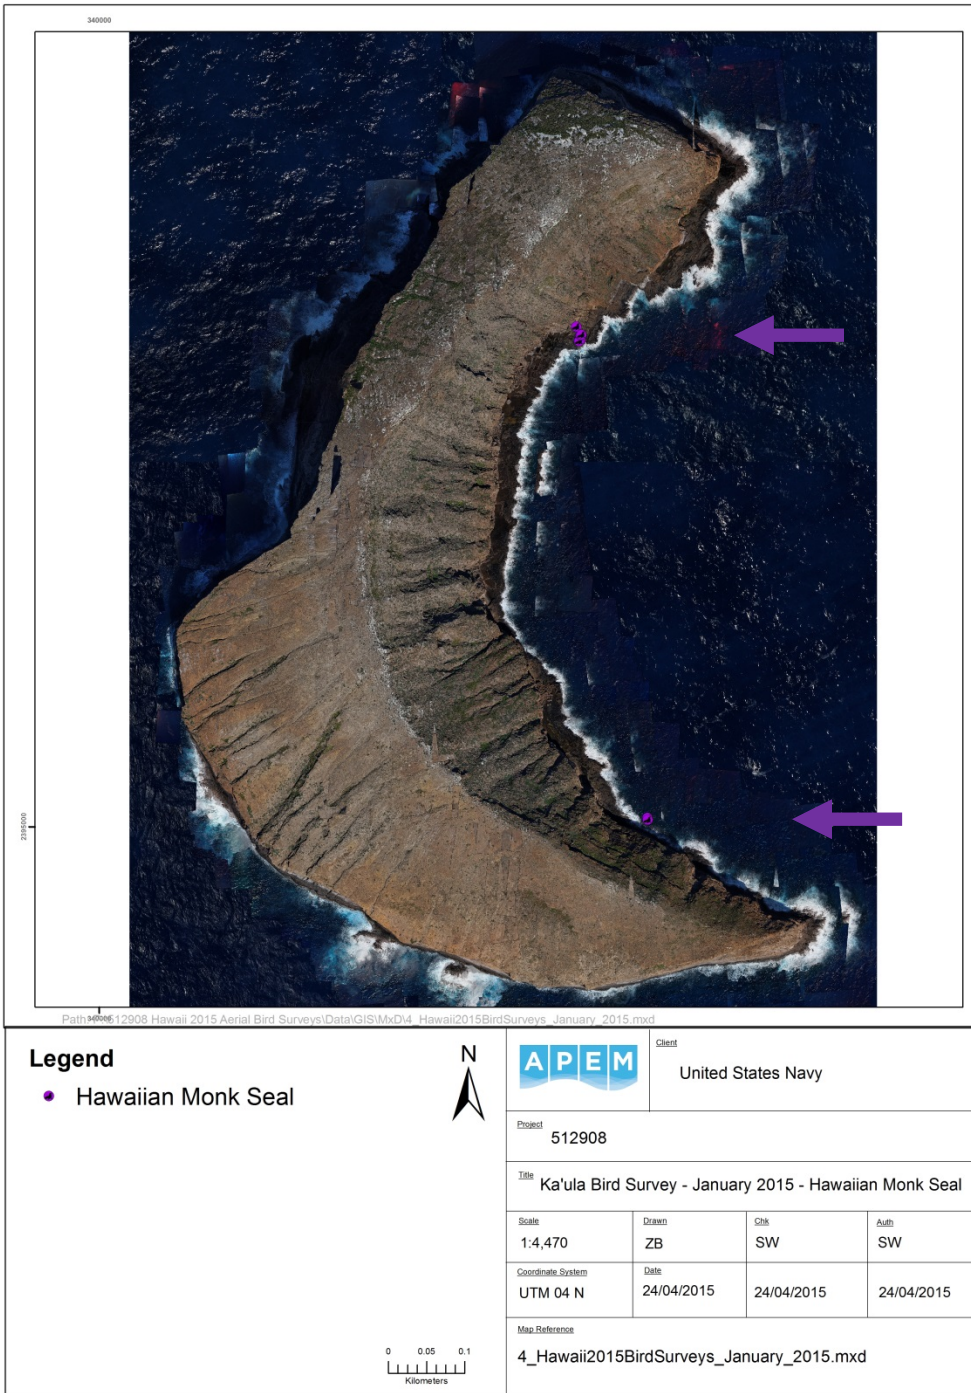 340000
2395000
340000
Path: 
512908 Hawaii 2015 Aerial Bird Surveys\Data\GIS\MxD\4_Hawaii2015BirdSurveys_January_2015.mxd
Legend
Hawaiian Monk Seal
N
0 0.05 0.1
Kilometers
APEM
Client
United States Navy
Project
512908
Title
Ka'ula Bird Survey - January 2015 - Hawaiian Monk Seal
Scale
Drawn
Chk
Auth
1:4,470
ZB
SW
SW
Coordinate System
Date
UTM 04 N
24/04/2015
24/04/2015
24/04/2015
Map Reference
4_Hawaii2015BirdSurveys_January_2015.mxd